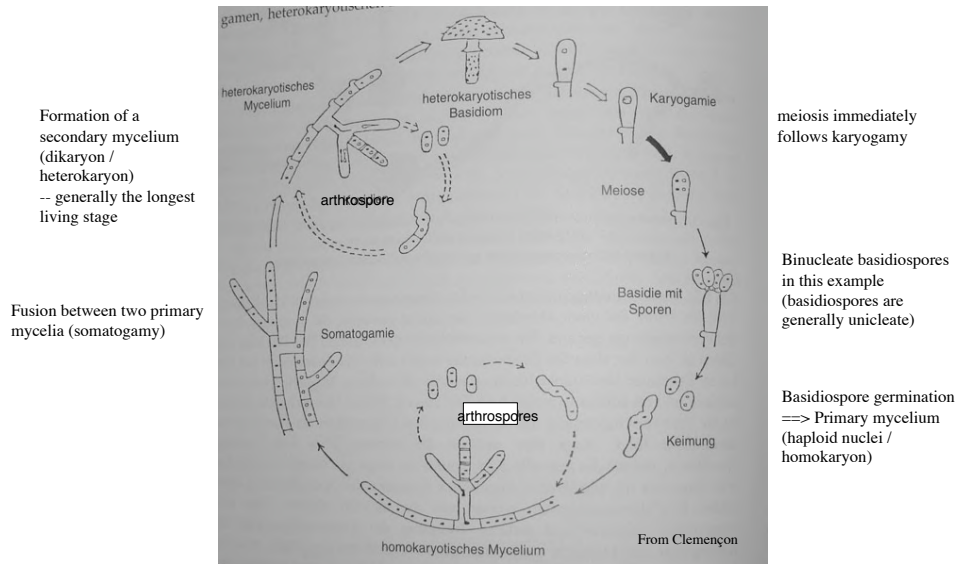 gamen, heterokaryotischen
heterokaryotisches
Mycelium
heterokaryotisches
Basidiom
Karyogamie
Formation of a
secondary mycelium
(dikaryon /
heterokaryon)
-- generally the longest
living stage
meiosis immediately
follows karyogamy
Meiose
arthrospore
Binucleate basidiospores
in this example
(basidiospores are
generally unicleate)
Basidie mit
Sporen
Fusion between two primary
mycelia (somatogamy)
Somatogamie
Basidiospore germination
==> Primary mycelium
(haploid nuclei /
homokaryon)
arthrospores
Keimung
From Clemençon
homokaryotisches Mycelium